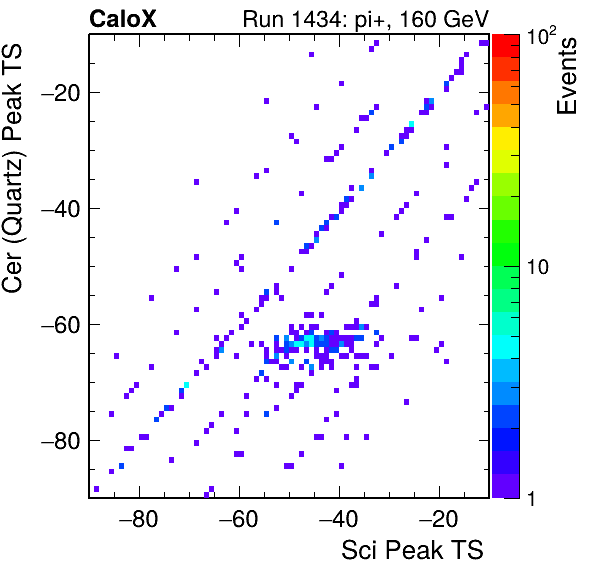 CaloX Run 1434: pi+, 160 GeV
Cer (Quartz) Peak TS
−20
−40
−60
−80
−80 −60 −40 −20
Sci Peak TS
10²
10
1
Events